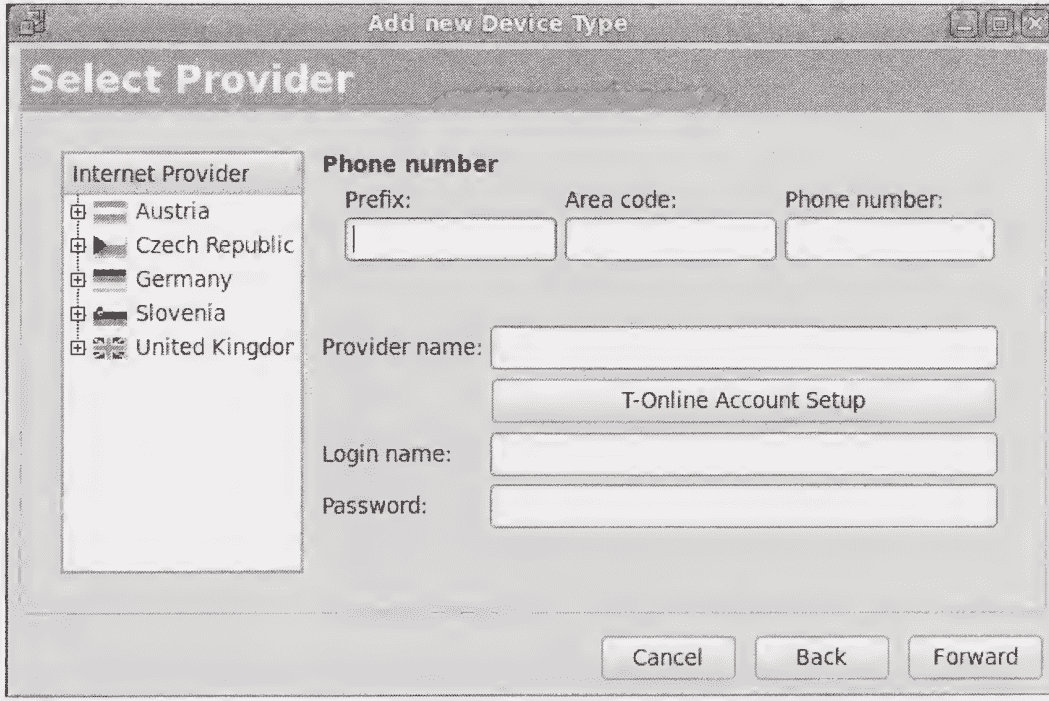 Add new Device Type
Select Provider
Internet Provider
Austria
Czech Republic
Germany
Slovenia
United Kingdor
Phone number
Prefix: Area code: Phone number:
Provider name:
T-Online Account Setup
Login name:
Password:
Cancel Back Forward